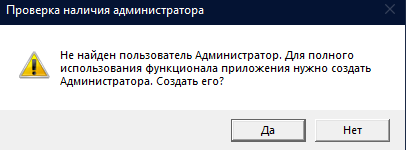 Проверка наличия администратора
Не найден пользователь Администратор. Для полного
использования функционала приложения нужно создать
Администратора. Создать его?
Да
Нет